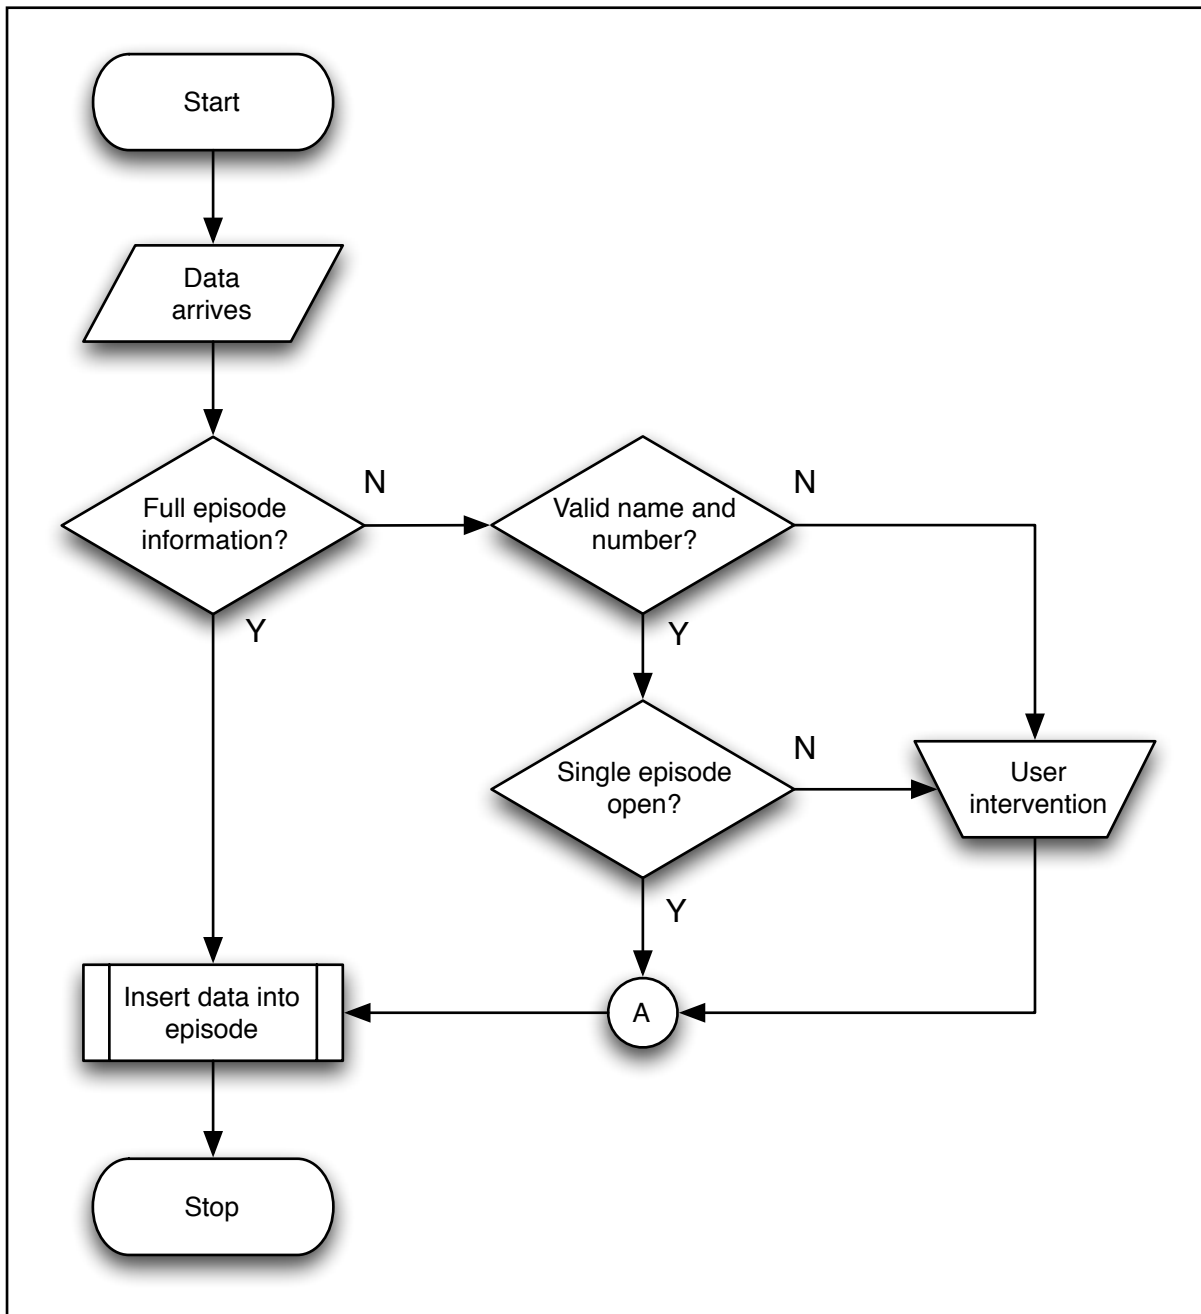 Start
Data
arrives
Full episode
information?
N
Valid name and
number?
N
Y
Y
Single episode
open?
N
User
intervention
Y
Insert data into
episode
A
Stop